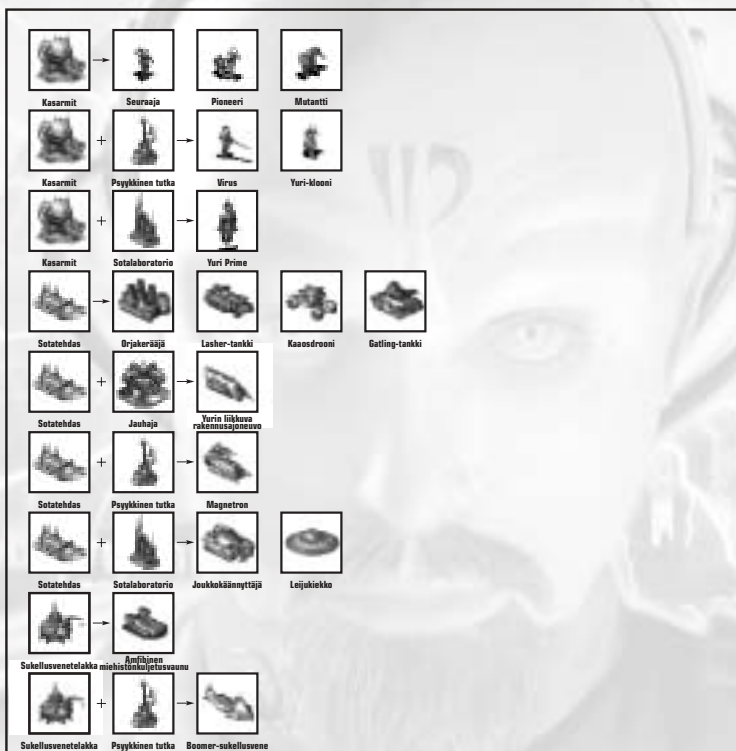 Kasarmit Seuraaja Pioneeri Mutantti
Kasarmit + Psyykkinen tutka Virus Yuri-klooni
Kasarmit + Sotalaboratorio Yuri Prime
Sotatehdas Orjakerääjä Lasher-tankki Kaaosdrooni Gatling-tankki
Sotatehdas + Jauhaja Yurin liikkuva
rakennusajoneuvo
Sotatehdas + Psyykkinen tutka Magnetron
Sotatehdas + Sotalaboratorio Joukkokäännyttäjä Leijukiekko
Sukellusvenetelakka Amfibinen
miehistönkuljetusvaunu
Sukellusvenetelakka + Psyykkinen tutka Boomer-sukellusvene